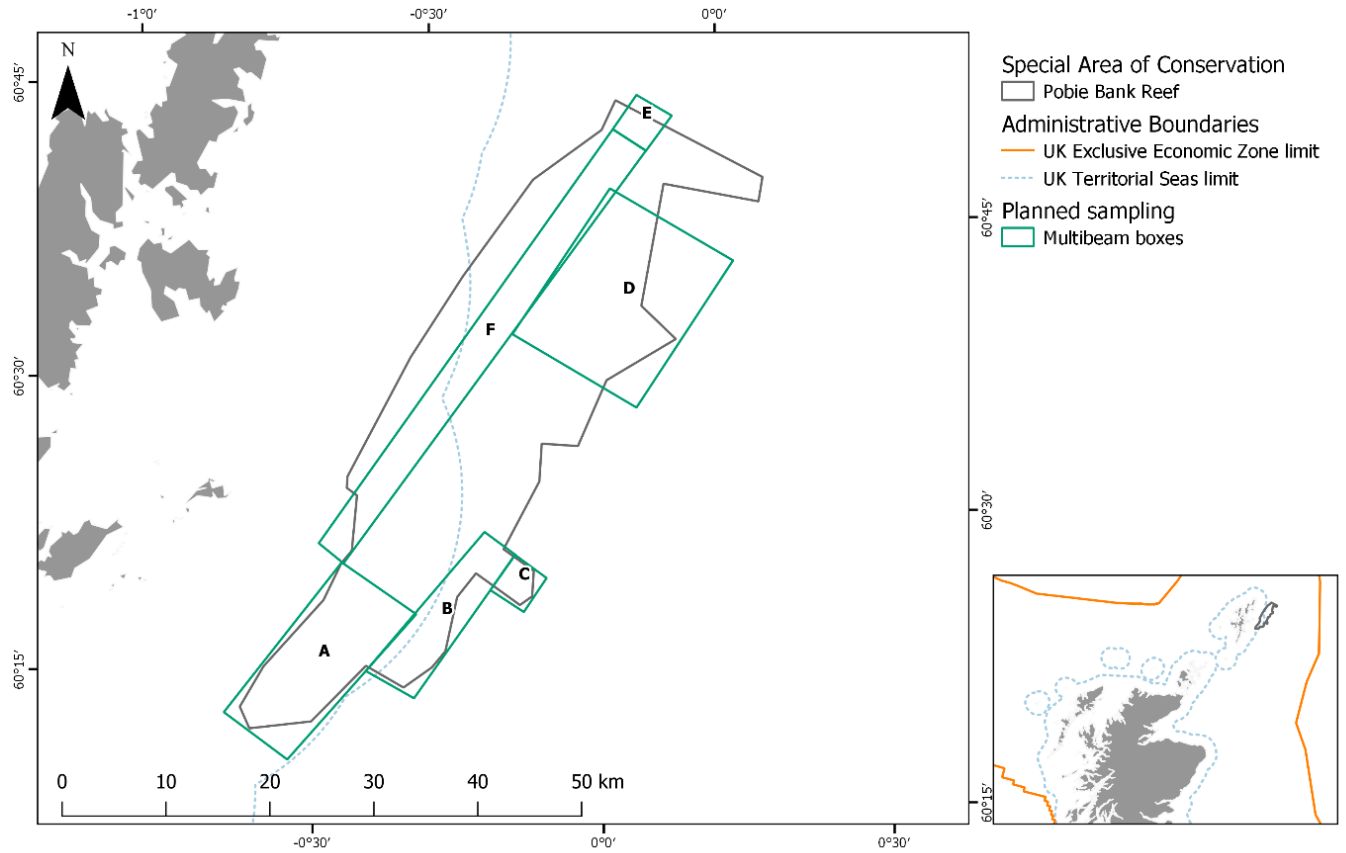 -1°0′ -0°30′ 0°0′
N
60°45′
60°30′
60°15′
E
D
F
C
B
A
60°45′
60°30′
60°15′
0 10 20 30 40 50 km
-0°30′ 0°0′ 0°30′
Special Area of Conservation
Pobie Bank Reef
Administrative Boundaries
UK Exclusive Economic Zone limit
UK Territorial Seas limit
Planned sampling
Multibeam boxes